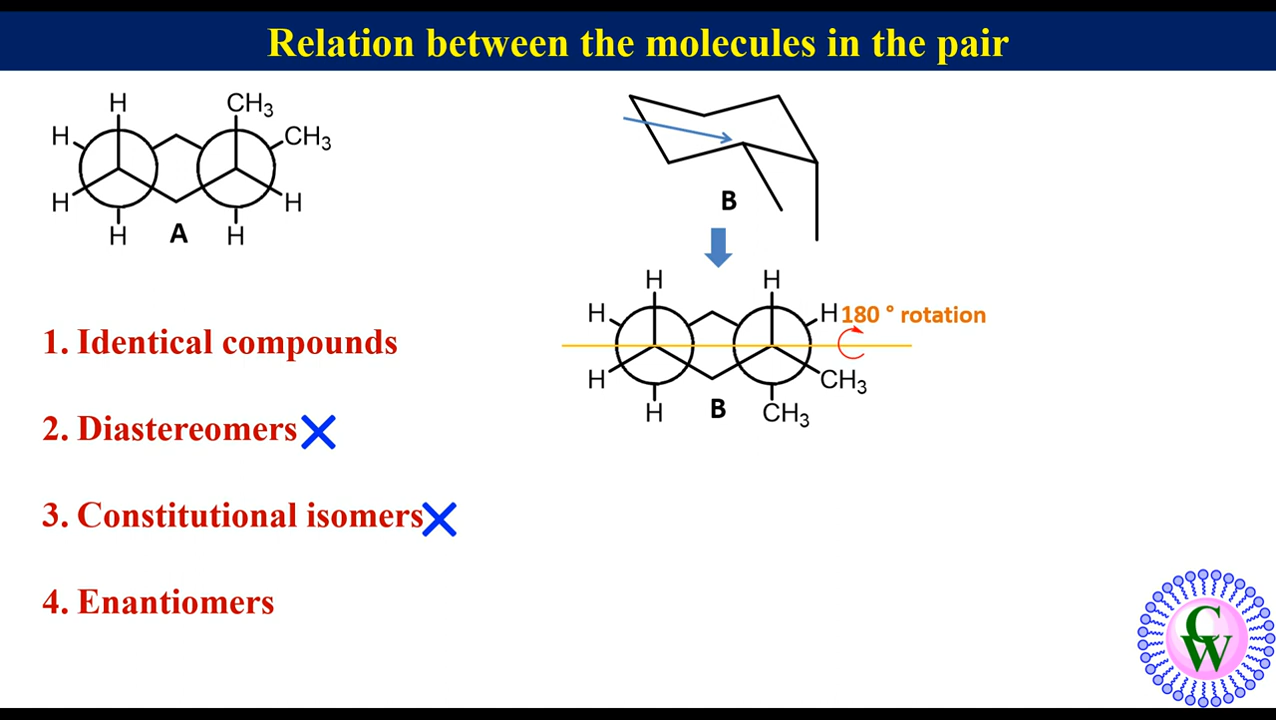 Relation between the molecules in the pair
H CH3
H CH3
H H
H A H
B
H H
H H 180 ° rotation
H CH3
H B CH3
1. Identical compounds
2. Diastereomers
3. Constitutional isomers
4. Enantiomers
C
W